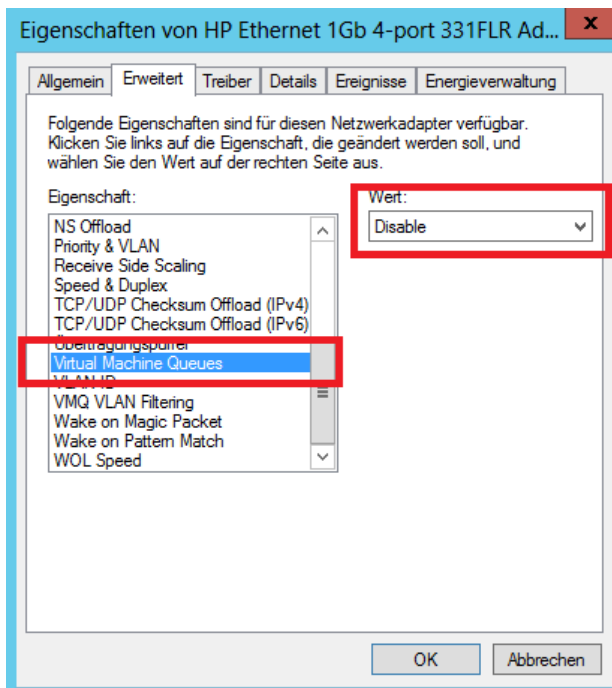 Eigenschaften von HP Ethernet 1Gb 4-port 331FLR Ad...
x
Allgemein Erweitert Treiber Details Ereignisse Energieverwaltung
Folgende Eigenschaften sind für diesen Netzwerkadapter verfügbar.
Klicken Sie links auf die Eigenschaft, die geändert werden soll, und
wählen Sie den Wert auf der rechten Seite aus.
Eigenschaft:
Wert:
NS Offload
Disable
Priority & VLAN
Receive Side Scaling
Speed & Duplex
TCP/UDP Checksum Offload (IPv4)
TCP/UDP Checksum Offload (IPv6)
Übertragungspuffer
Virtual Machine Queues
VLAN ID
VMQ VLAN Filtering
Wake on Magic Packet
Wake on Pattern Match
WOL Speed
OK Abbrechen